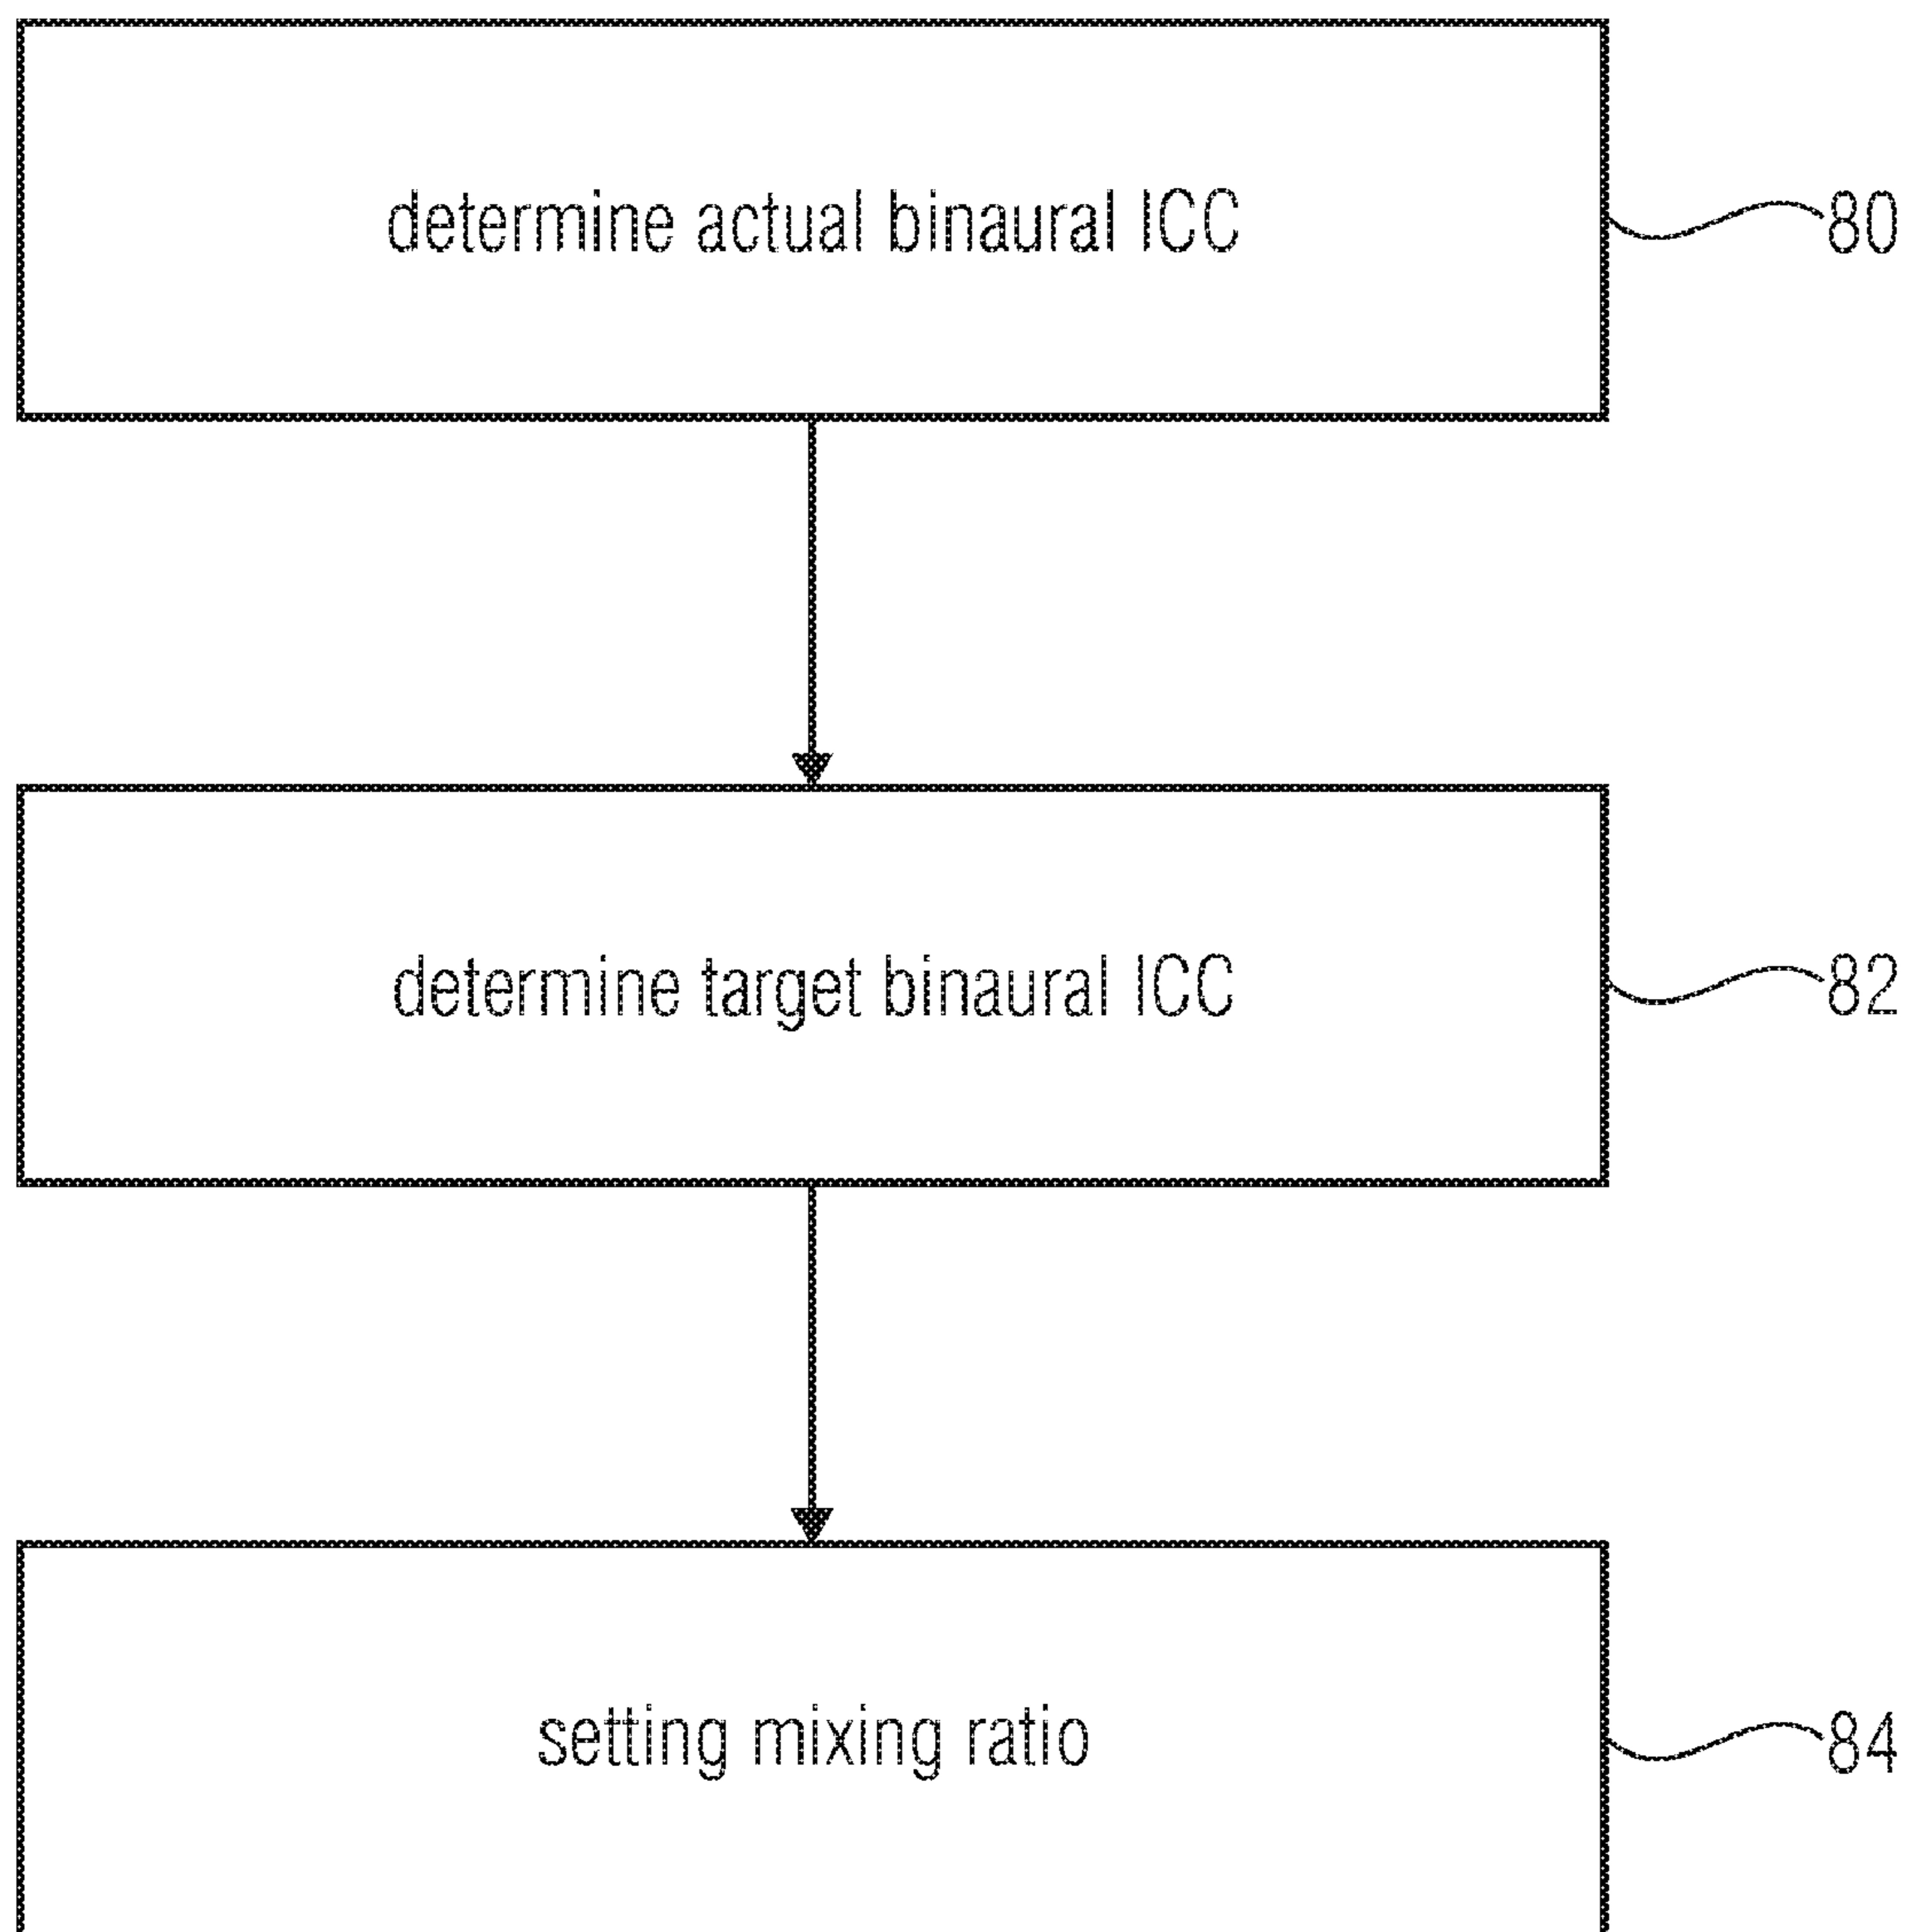 determine actual binaural ICC
80
determine target binaural ICC
82
setting mixing ratio
84